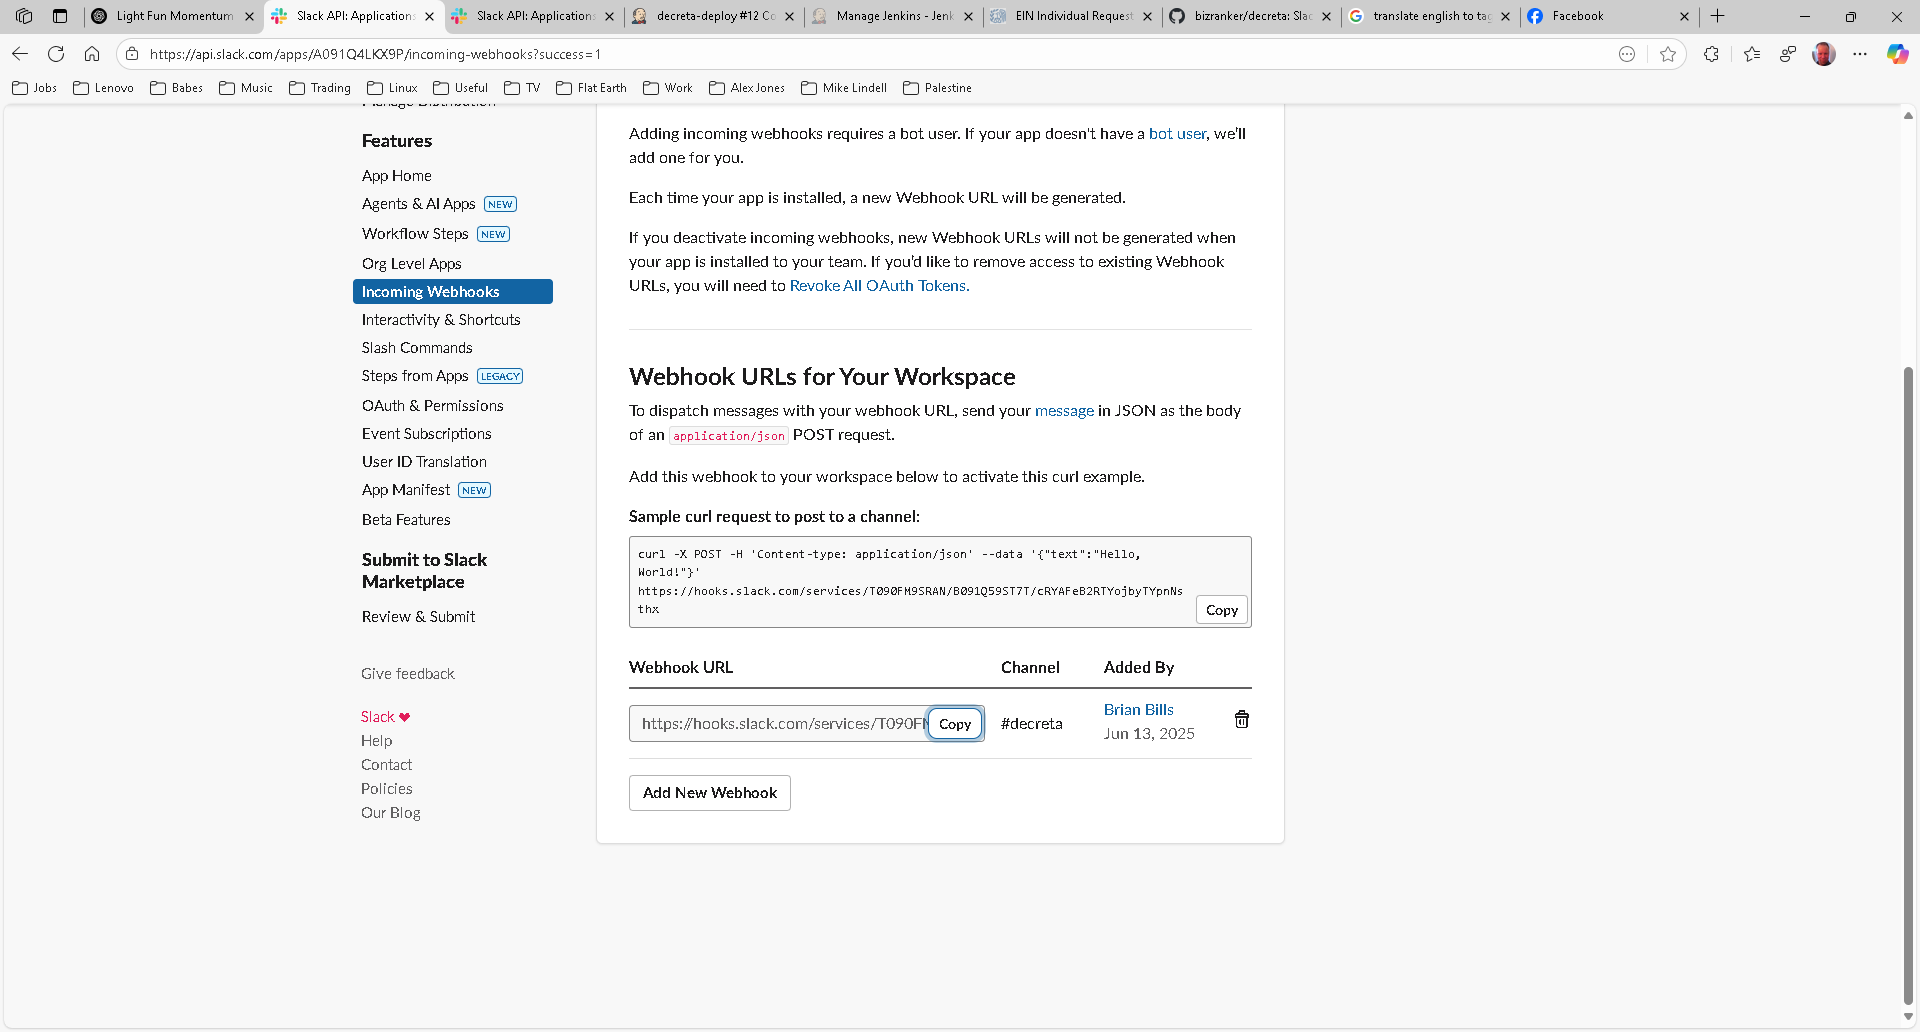 Light Fun Momentum
Slack API: Applications
Slack API: Applications
decreta-deploy #12 Co
Manage Jenkins - Jenk
EIN Individual Request
bizranker/decreta: Slac
translate english to tag
Facebook
https://api.slack.com/apps/A091Q4LKX9P/incoming-webhooks?success=1
Jobs
Lenovo
Babes
Music
Trading
Linux
Useful
TV
Flat Earth
Work
Alex Jones
Mike Lindell
Palestine
Manage Distribution
Features
App Home
Agents & AI Apps NEW
Workflow Steps NEW
Org Level Apps
Incoming Webhooks
Interactivity & Shortcuts
Slash Commands
Steps from Apps LEGACY
OAuth & Permissions
Event Subscriptions
User ID Translation
App Manifest NEW
Beta Features
Submit to Slack
Marketplace
Review & Submit
Give feedback
Slack ❤
Help
Contact
Policies
Our Blog
Adding incoming webhooks requires a bot user. If your app doesn't have a bot user, we'll
add one for you.
Each time your app is installed, a new Webhook URL will be generated.
If you deactivate incoming webhooks, new Webhook URLs will not be generated when
your app is installed to your team. If you'd like to remove access to existing Webhook
URLs, you will need to Revoke All OAuth Tokens.
Webhook URLs for Your Workspace
To dispatch messages with your webhook URL, send your message in JSON as the body
of an application/json POST request.
Add this webhook to your workspace below to activate this curl example.
Sample curl request to post to a channel:
curl -X POST -H 'Content-type: application/json' --data '{"text":"Hello,
World!"}'
https://hooks.slack.com/services/T090FM9SRAN/B091Q59ST7T/cRYAFeB2RTYojbyTYpnNs
thx
Copy
Webhook URL Channel Added By
https://hooks.slack.com/services/T090FM Copy #decreta Brian Bills
Jun 13, 2025
Add New Webhook